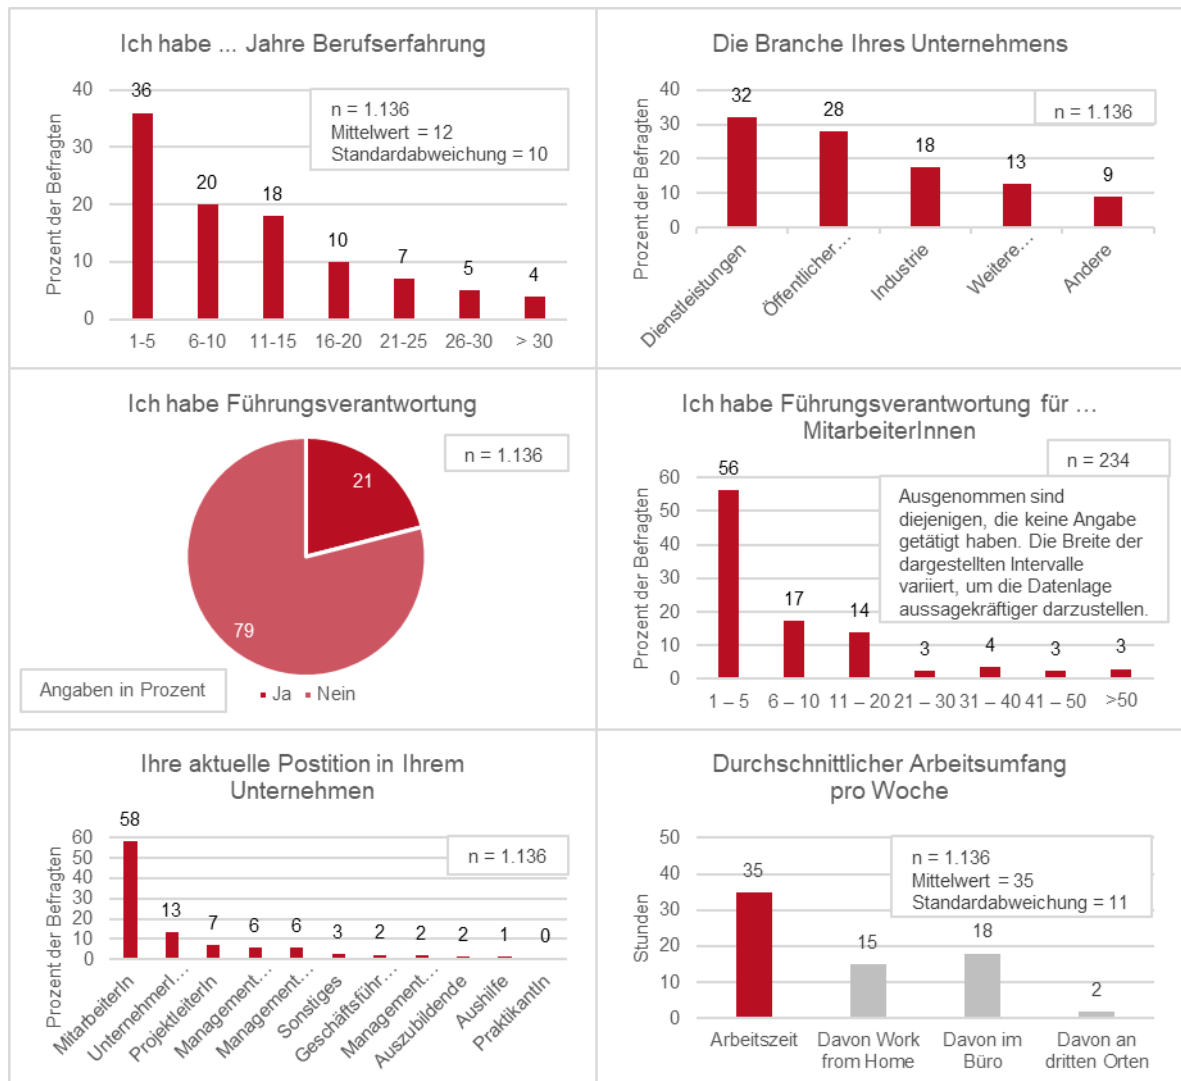 Ich habe ... Jahre Berufserfahrung
Prozent der Befragten
40
30
20
10
0
36
20
18
10
7
5
4
n = 1.136
Mittelwert = 12
Standardabweichung = 10
1-5 6-10 11-15 16-20 21-25 26-30 > 30
Die Branche Ihres Unternehmens
Prozent der Befragten
40
30
20
10
0
32
28
18
13
9
n = 1.136
Dienstleistungen
Öffentlicher...
Industrie
Weitere...
Andere
Ich habe Führungsverantwortung
n = 1.136
21
79
Angaben in Prozent
Ja Nein
Ich habe Führungsverantwortung für ...
MitarbeiterInnen
n = 234
Ausgenommen sind
diejenigen, die keine Angabe
getätigt haben. Die Breite der
dargestellten Intervalle
variiert, um die Datenlage
aussagekräftiger darzustellen.
Prozent der Befragten
60
50
40
30
20
10
0
56
17
14
3
4
3
3
1 – 5 6 – 10 11 – 20 21 – 30 31 – 40 41 – 50 >50
Ihre aktuelle Postition in Ihrem
Unternehmen
Prozent der Befragten
60
50
40
30
20
10
0
58
13
7
6
6
3
2
2
2
1
0
n = 1.136
MitarbeiterIn
UnternehmerI...
ProjektleiterIn
Management...
Management...
Sonstiges
Geschäftsführ...
Management...
Auszubildende
Aushilfe
PraktikantIn
Durchschnittlicher Arbeitsumfang
pro Woche
Stunden
50
40
30
20
10
0
35
15
18
2
n = 1.136
Mittelwert = 35
Standardabweichung = 11
Arbeitszeit
Davon Work
from Home
Davon im
Büro
Davon an
dritten Orten